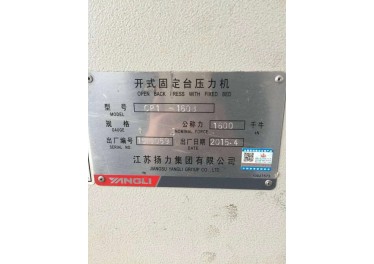 开式固定台压力机
OPEN BACK PRESS WITH FIXED BED
型号
MODEL
规格 公称力 1600 千牛
GAUGE NOMINAL FORCE KN
出厂编号 出厂日期 2015-4
SERIAL NO. DATE
江苏扬力集团有限公司
JIANGSU YANGLI GROUP CO., LTD.
YANGLI